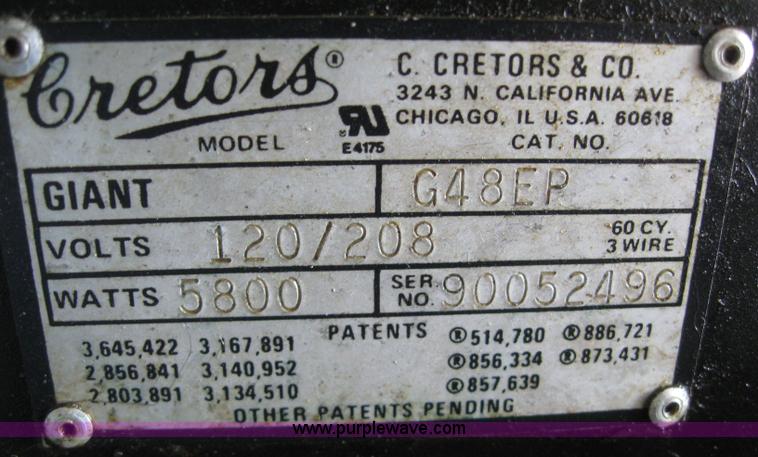 Cretors®
C. CRETORS & CO.
3243 N. CALIFORNIA AVE.
CHICAGO, IL U.S.A. 60618
MODEL
E4175
CAT. NO.
GIANT G48EP
VOLTS 120/208 60 CY. 3 WIRE
WATTS 5800 SER. NO. 90052496
PATENTS
3,645,422 3,167,891 ®514,780 ®886,721
2,856,841 3,140,952 ®856,334 ®873,431
2,803,891 3,134,510 ®857,639
OTHER PATENTS PENDING
www.purplewave.com